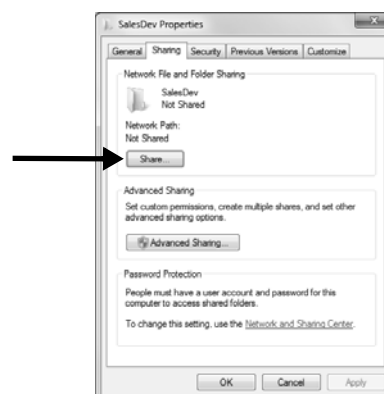 SalesDev Properties
General Sharing Security Previous Versions Customize
Network File and Folder Sharing
SalesDev
Not Shared
Network Path:
Not Shared
Share...
Advanced Sharing
Set custom permissions, create multiple shares, and set other
advanced sharing options.
Advanced Sharing...
Password Protection
People must have a user account and password for this
computer to access shared folders.
To change this setting, use the Network and Sharing Center.
OK Cancel Apply